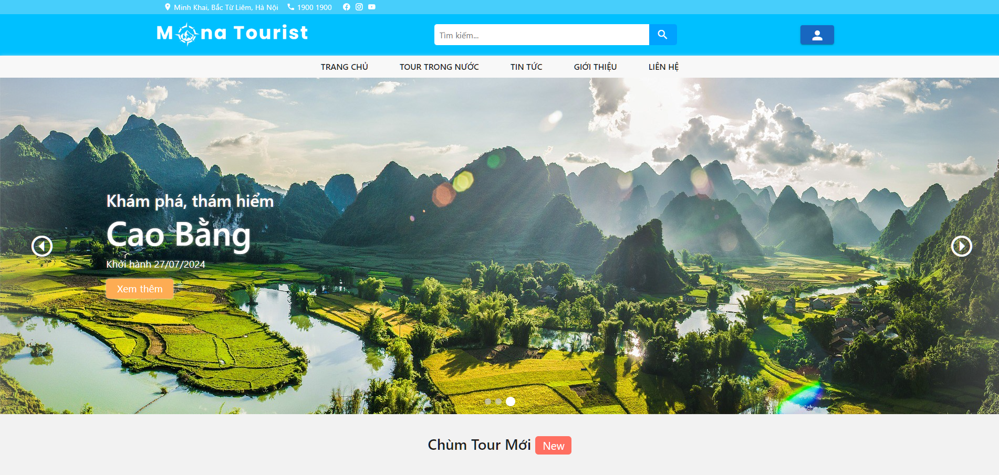 Minh Khai, Bắc Từ Liêm, Hà Nội 1900 1900
Mona Tourist
Tìm kiếm...
TRANG CHỦ TOUR TRONG NƯỚC TIN TỨC GIỚI THIỆU LIÊN HỆ
Khám phá, thám hiểm
Cao Bằng
Khởi hành 27/07/2024
Xem thêm
Chùm Tour Mới New